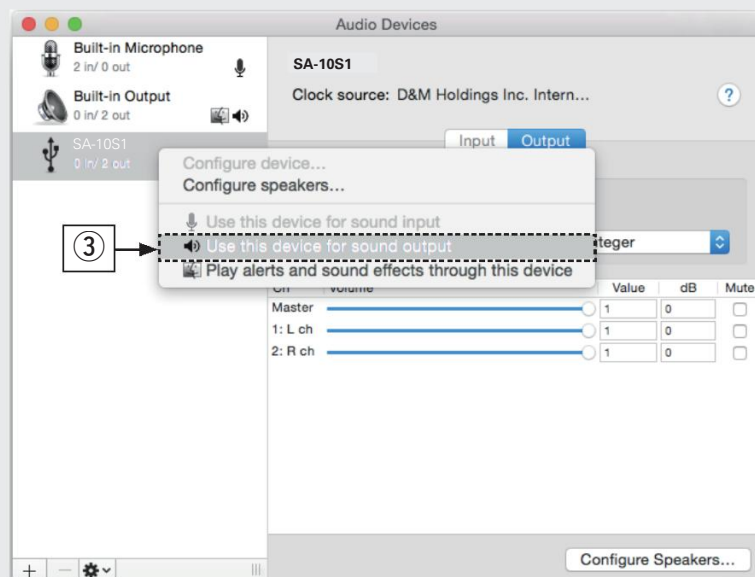 Audio Devices
Built-in Microphone
2 in/ 0 out
Built-in Output
0 in/ 2 out
SA-10S1
0 in/ 2 out
SA-10S1
Clock source: D&M Holdings Inc. Intern...
?
Input Output
Configure device...
Configure speakers...
Use this device for sound input
③ Use this device for sound output
Play alerts and sound effects through this device
teger
Ch Volume Value dB Mute
Master 1 0
1: L ch 1 0
2: R ch 1 0
Configure Speakers...